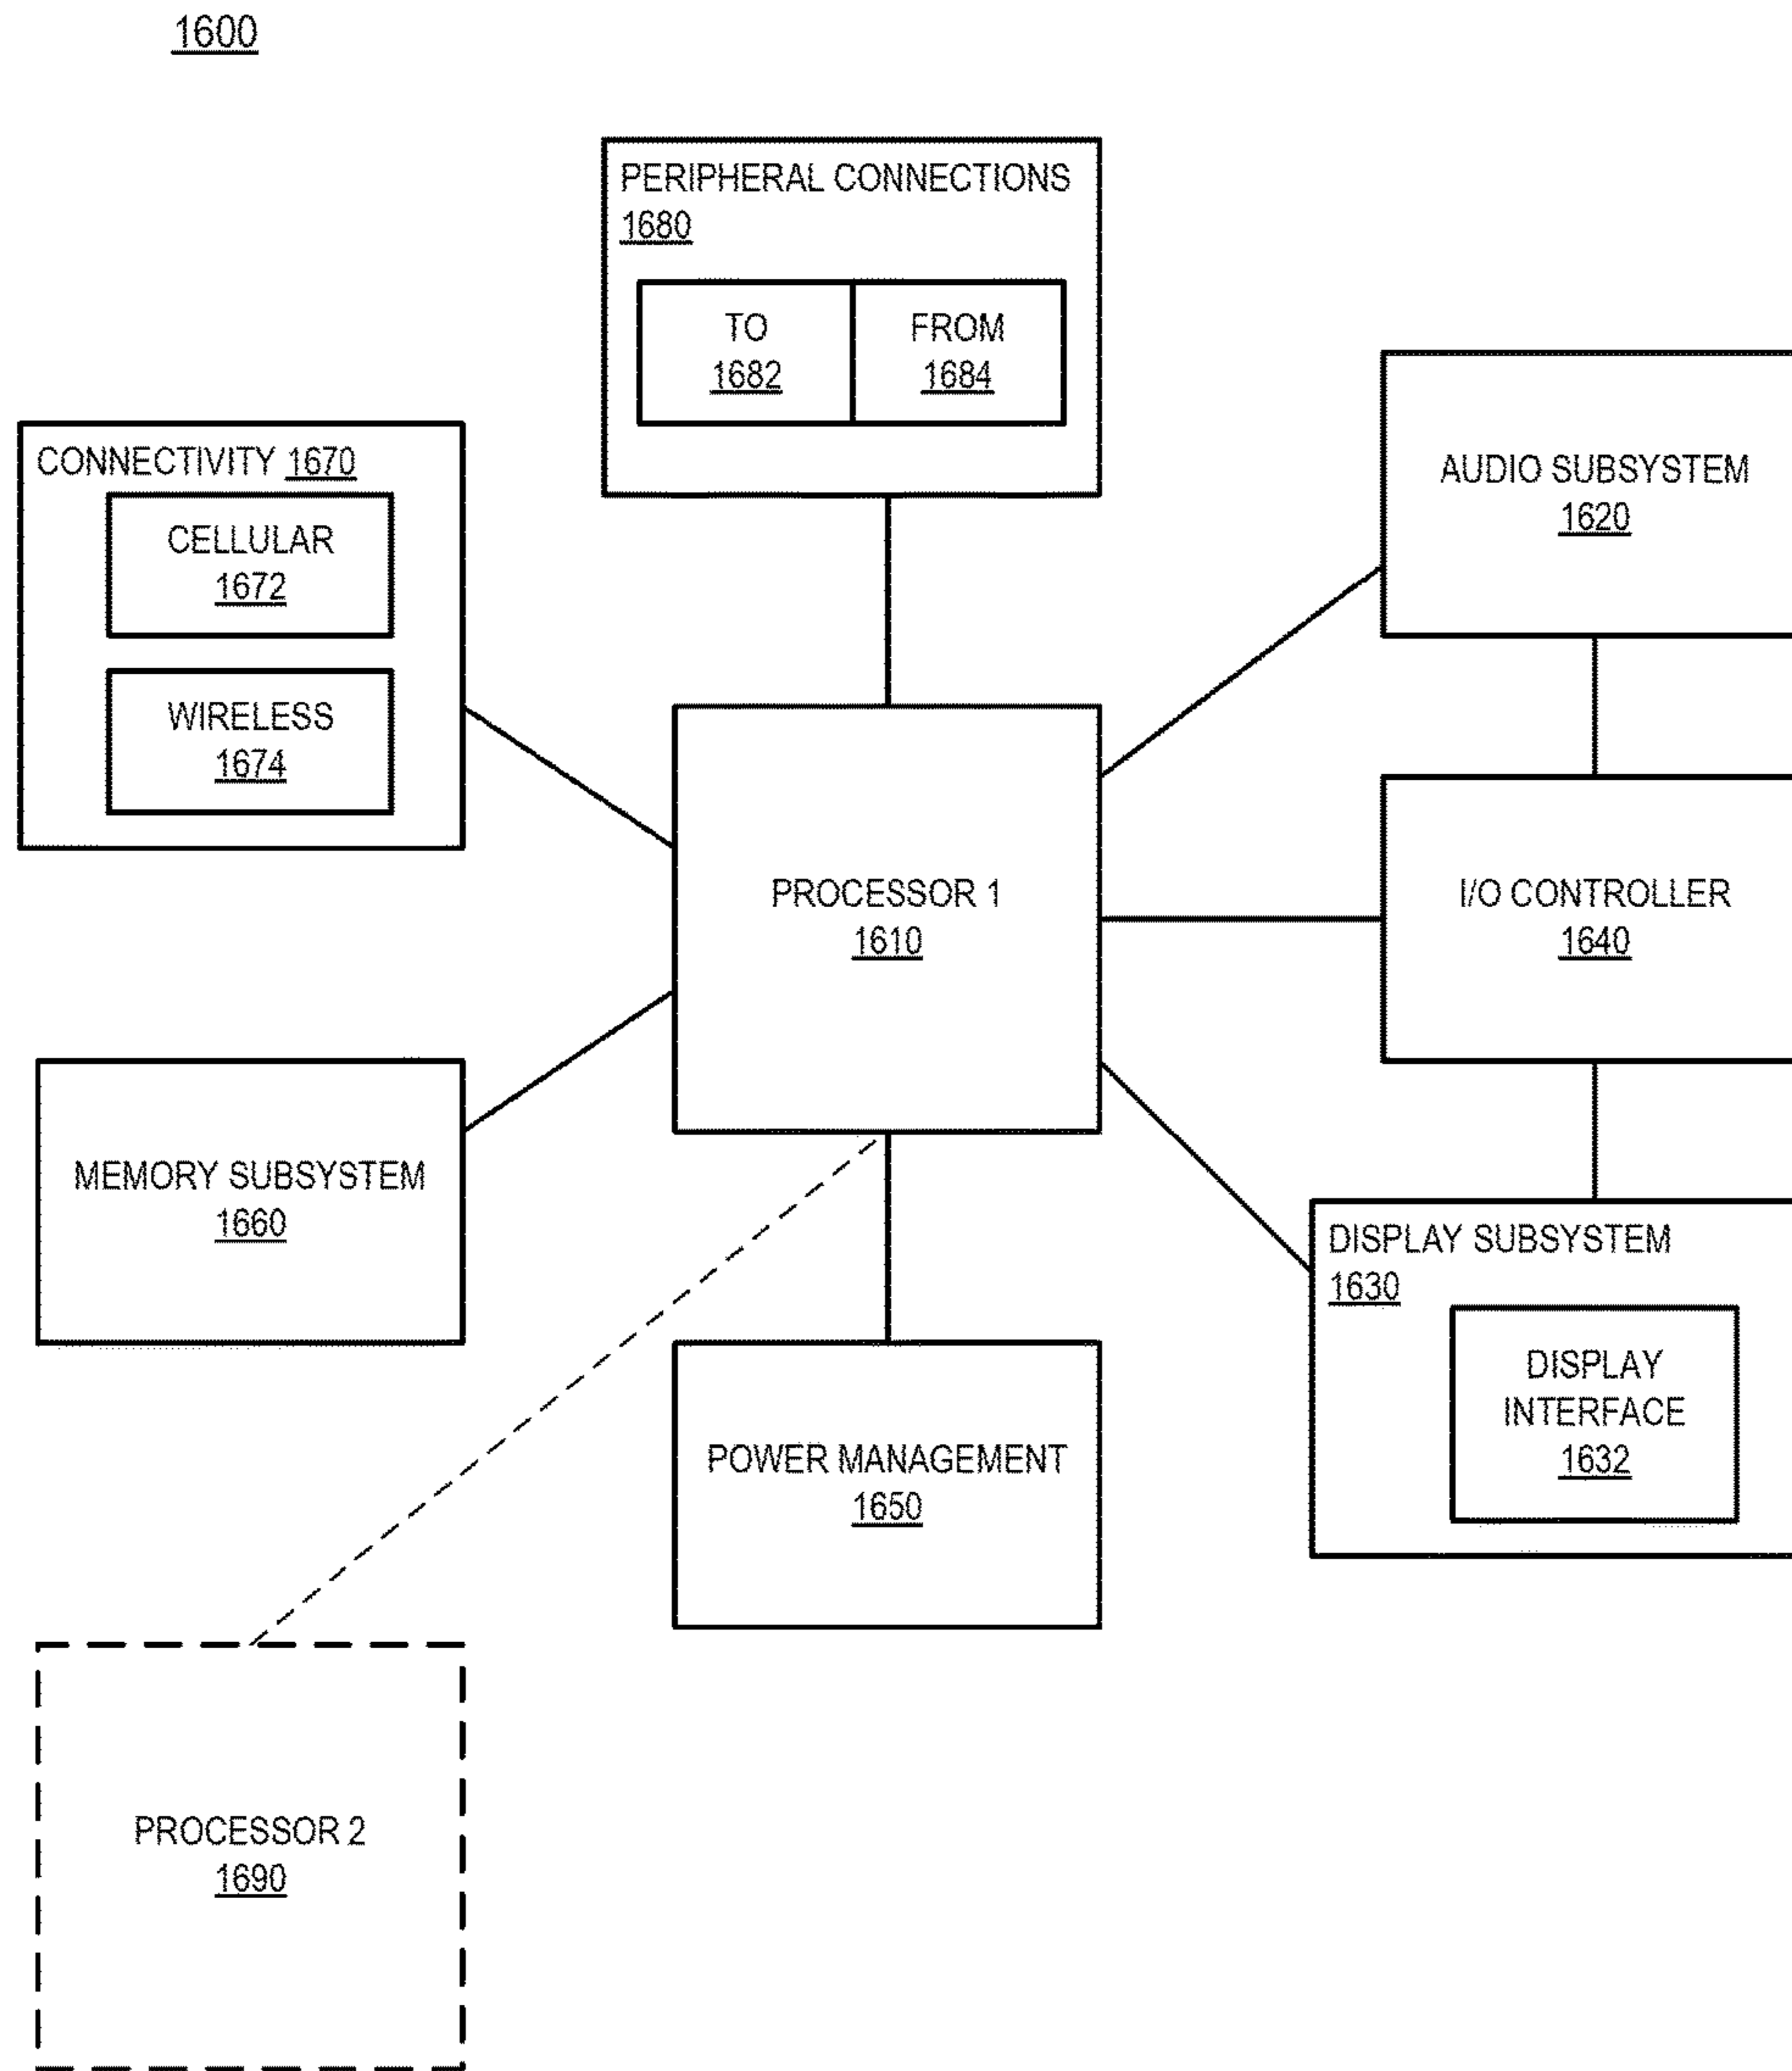 1600
PERIPHERAL CONNECTIONS
1680
TO
1682
FROM
1684
CONNECTIVITY 1670
CELLULAR
1672
WIRELESS
1674
AUDIO SUBSYSTEM
1620
PROCESSOR 1
1610
I/O CONTROLLER
1640
MEMORY SUBSYSTEM
1660
DISPLAY SUBSYSTEM
1630
DISPLAY
INTERFACE
1632
POWER MANAGEMENT
1650
PROCESSOR 2
1690